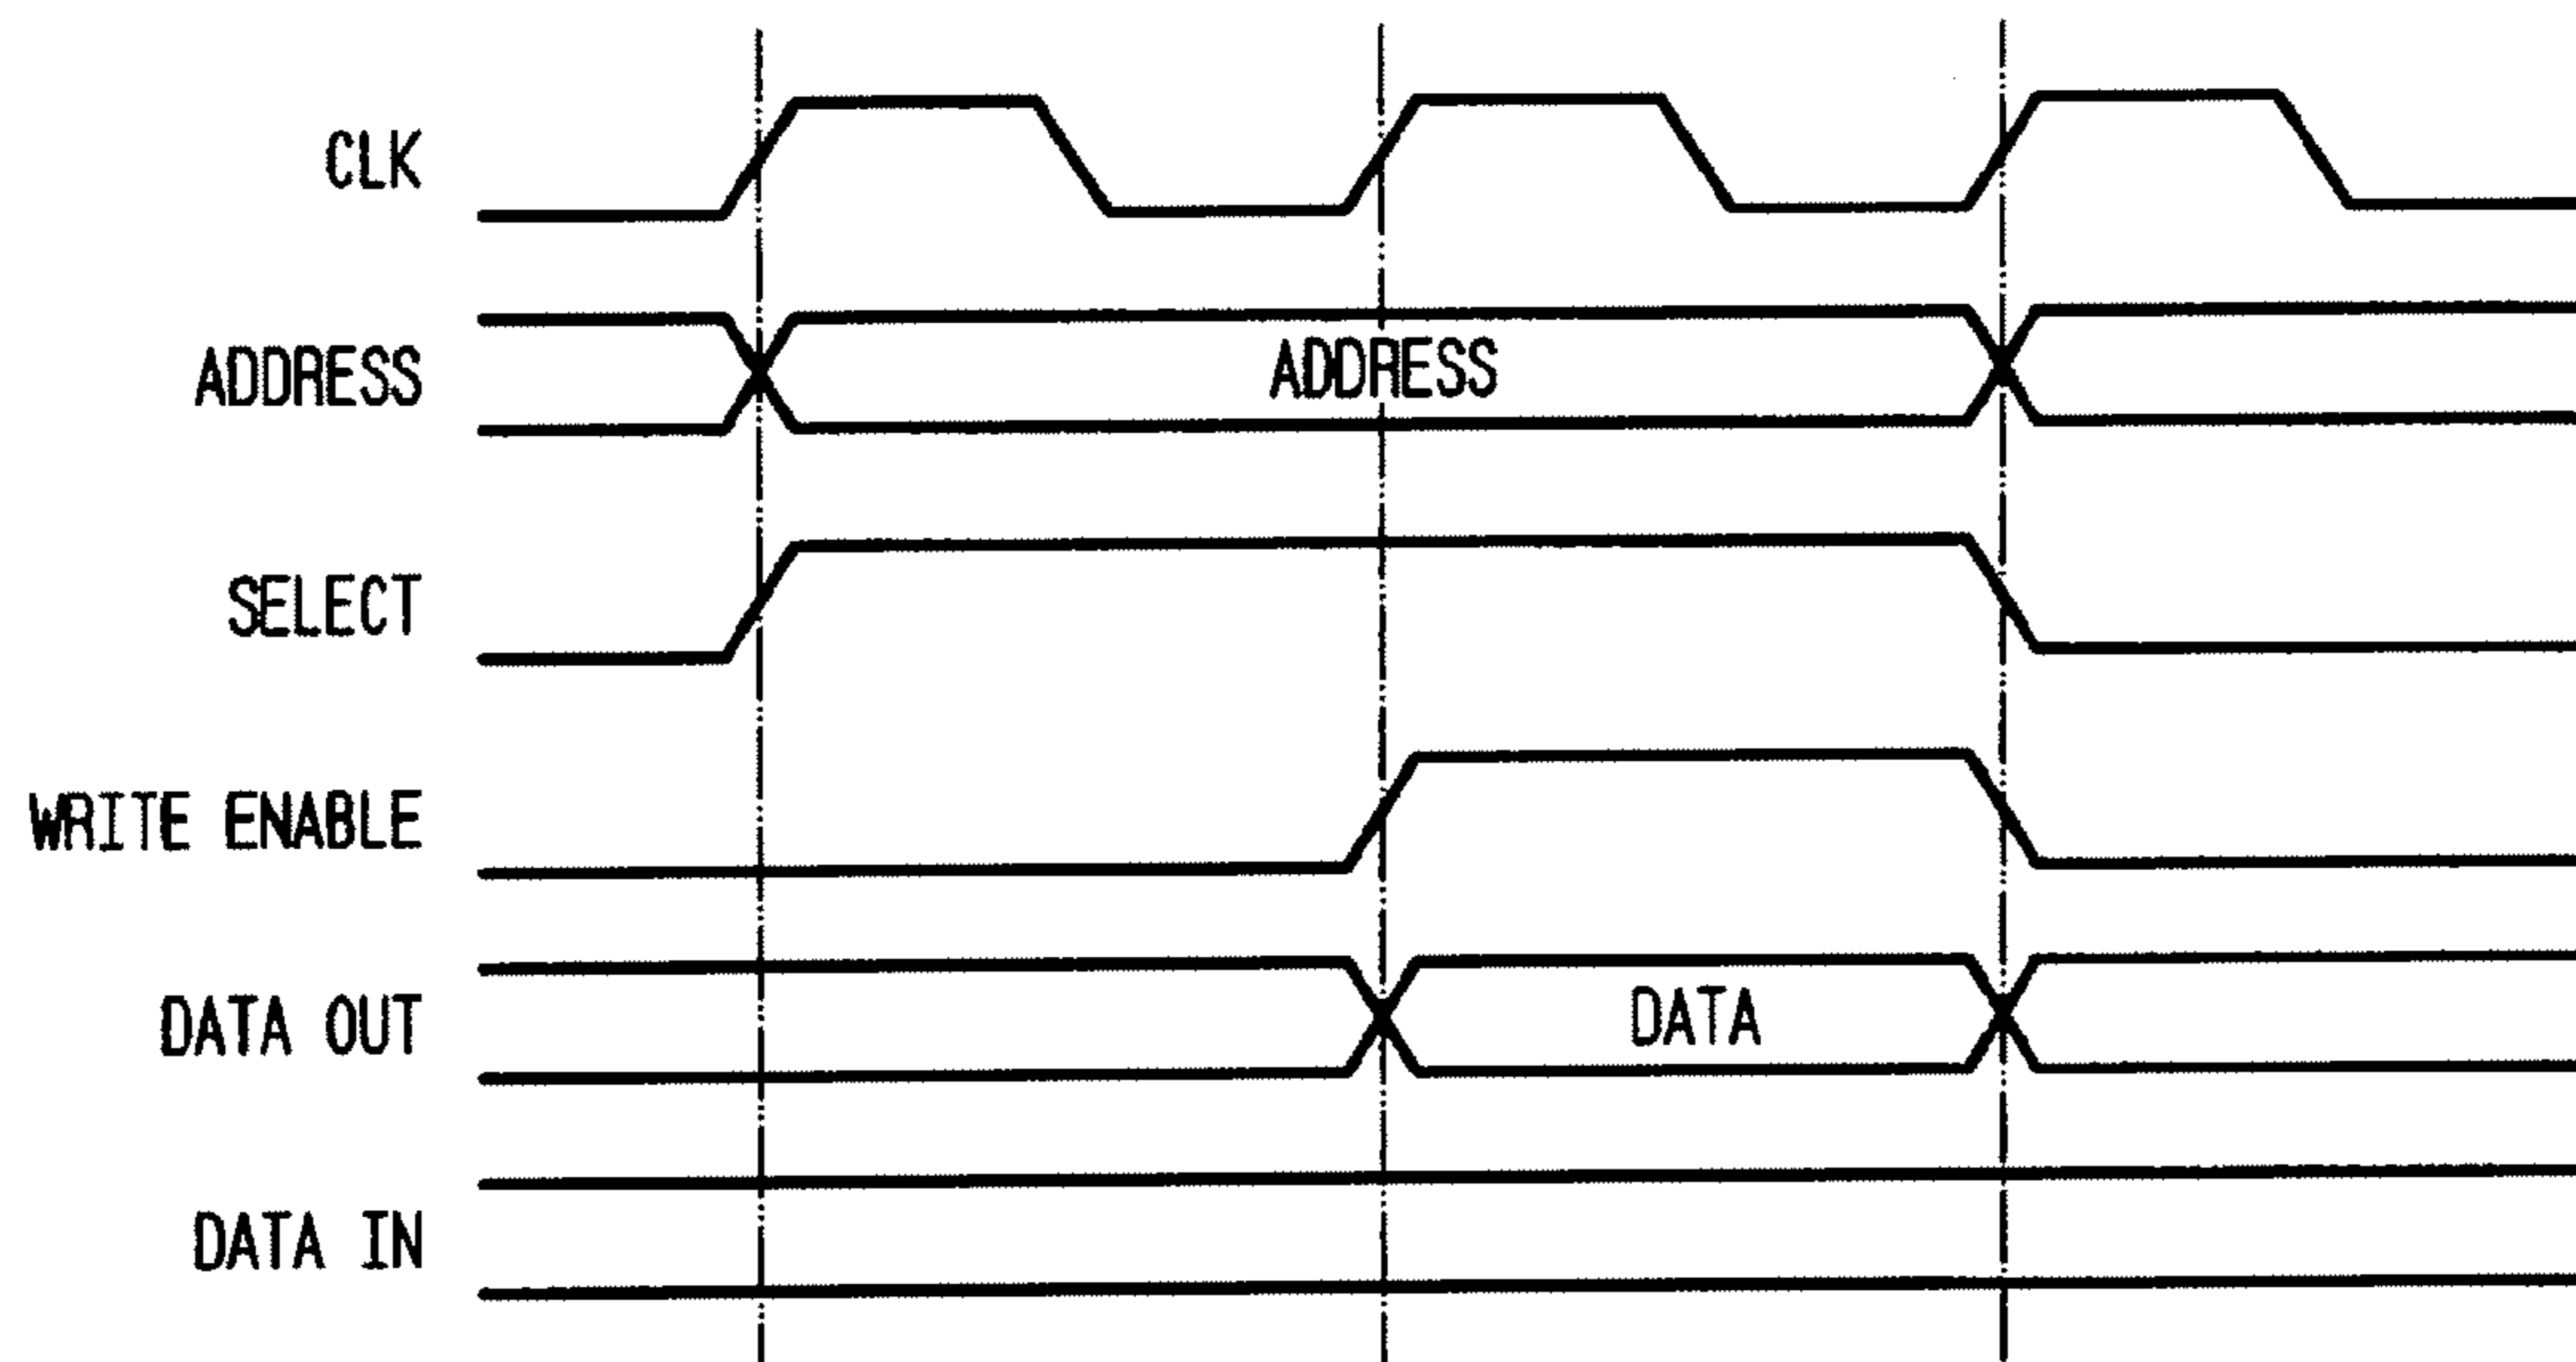 CLK
ADDRESS
ADDRESS
SELECT
WRITE ENABLE
DATA OUT
DATA
DATA IN